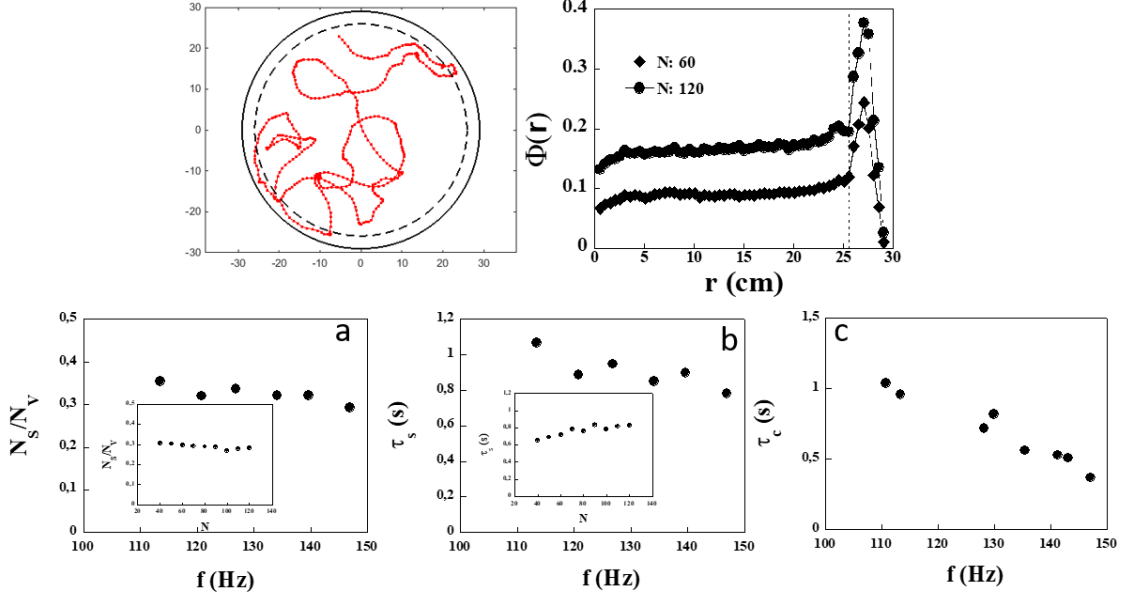 30
20
10
0
-10
-20
-30
-30 -20 -10 0 10 20 30
Φ(r)
0.4
0.3
0.2
0.1
0
N: 60
N: 120
0 5 10 15 20 25 30
r (cm)
a
N_s/N_v
0,5
0,4
0,3
0,2
0,1
0
100 110 120 130 140 150
f (Hz)
N_s/N_v
0,5
0,4
0,3
0,2
0,1
0
20 40 60 80 100 120 140
N
b
τ_s (s)
1,2
1
0,8
0,6
0,4
0,2
0
100 110 120 130 140 150
f (Hz)
τ_s (s)
1,2
1
0,8
0,6
0,4
0,2
0
20 40 60 80 100 120 140
N
c
τ_c (s)
1,5
1
0,5
0
100 110 120 130 140 150
f (Hz)